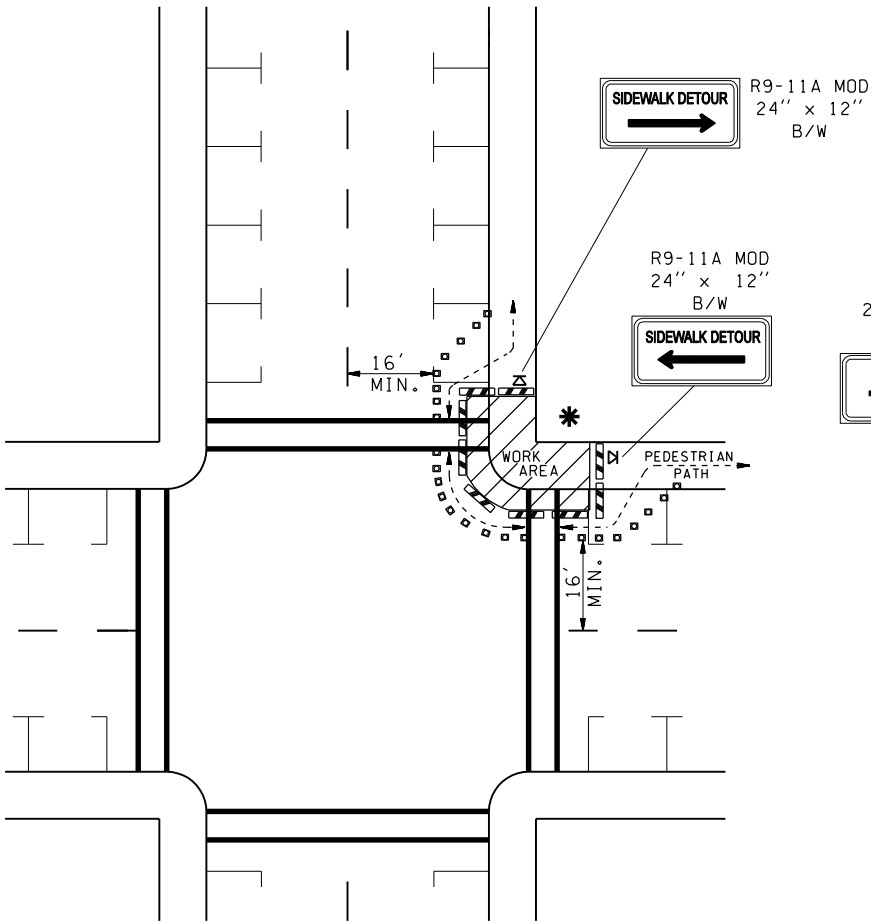 SIDEWALK DETOUR
R9-11A MOD
24" x 12"
B/W
R9-11A MOD
24" x 12"
B/W
SIDEWALK DETOUR
2
16'
MIN.
WORK
AREA
PEDESTRIAN
PATH
16'
MIN.